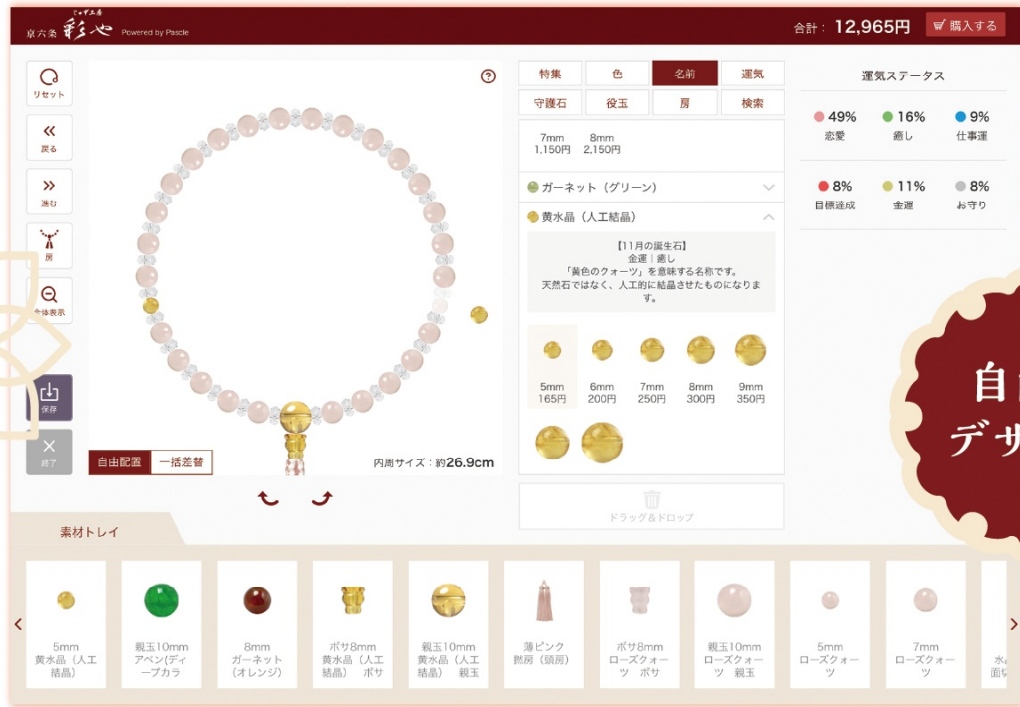 じゅず工房
京六条 彩や Powered by Pascle
合計： 12,965円 購入する
リセット
戻る
進む
房
全体表示
保存
終了
自由配置 一括差替
内周サイズ：約26.9cm
特集 色 名前 運気
守護石 役玉 房 検索
7mm 8mm
1,150円 2,150円
ガーネット（グリーン）
黄水晶（人工結晶）
【11月の誕生石】
金運｜癒し
「黄色のクォーツ」を意味する名称です。
天然石ではなく、人工的に結晶させたものになりま
す。
5mm 6mm 7mm 8mm 9mm
165円 200円 250円 300円 350円
ドラッグ＆ドロップ
運気ステータス
49% 16% 9%
恋愛 癒し 仕事運
8% 11% 8%
目標達成 金運 お守り
デザ
素材トレイ
5mm
黄水晶（人工
結晶）
親玉10mm
アベン(ディ
ープカラ
8mm
ガーネット
（オレンジ）
ボサ8mm
黄水晶（人工
結晶） ボサ
親玉10mm
黄水晶（人工
結晶） 親玉
薄ピンク
撚房（頭房）
ボサ8mm
ローズクォー
ツ ボサ
親玉10mm
ローズクォー
ツ 親玉
5mm
ローズクォー
ツ
7mm
ローズクォー
ツ